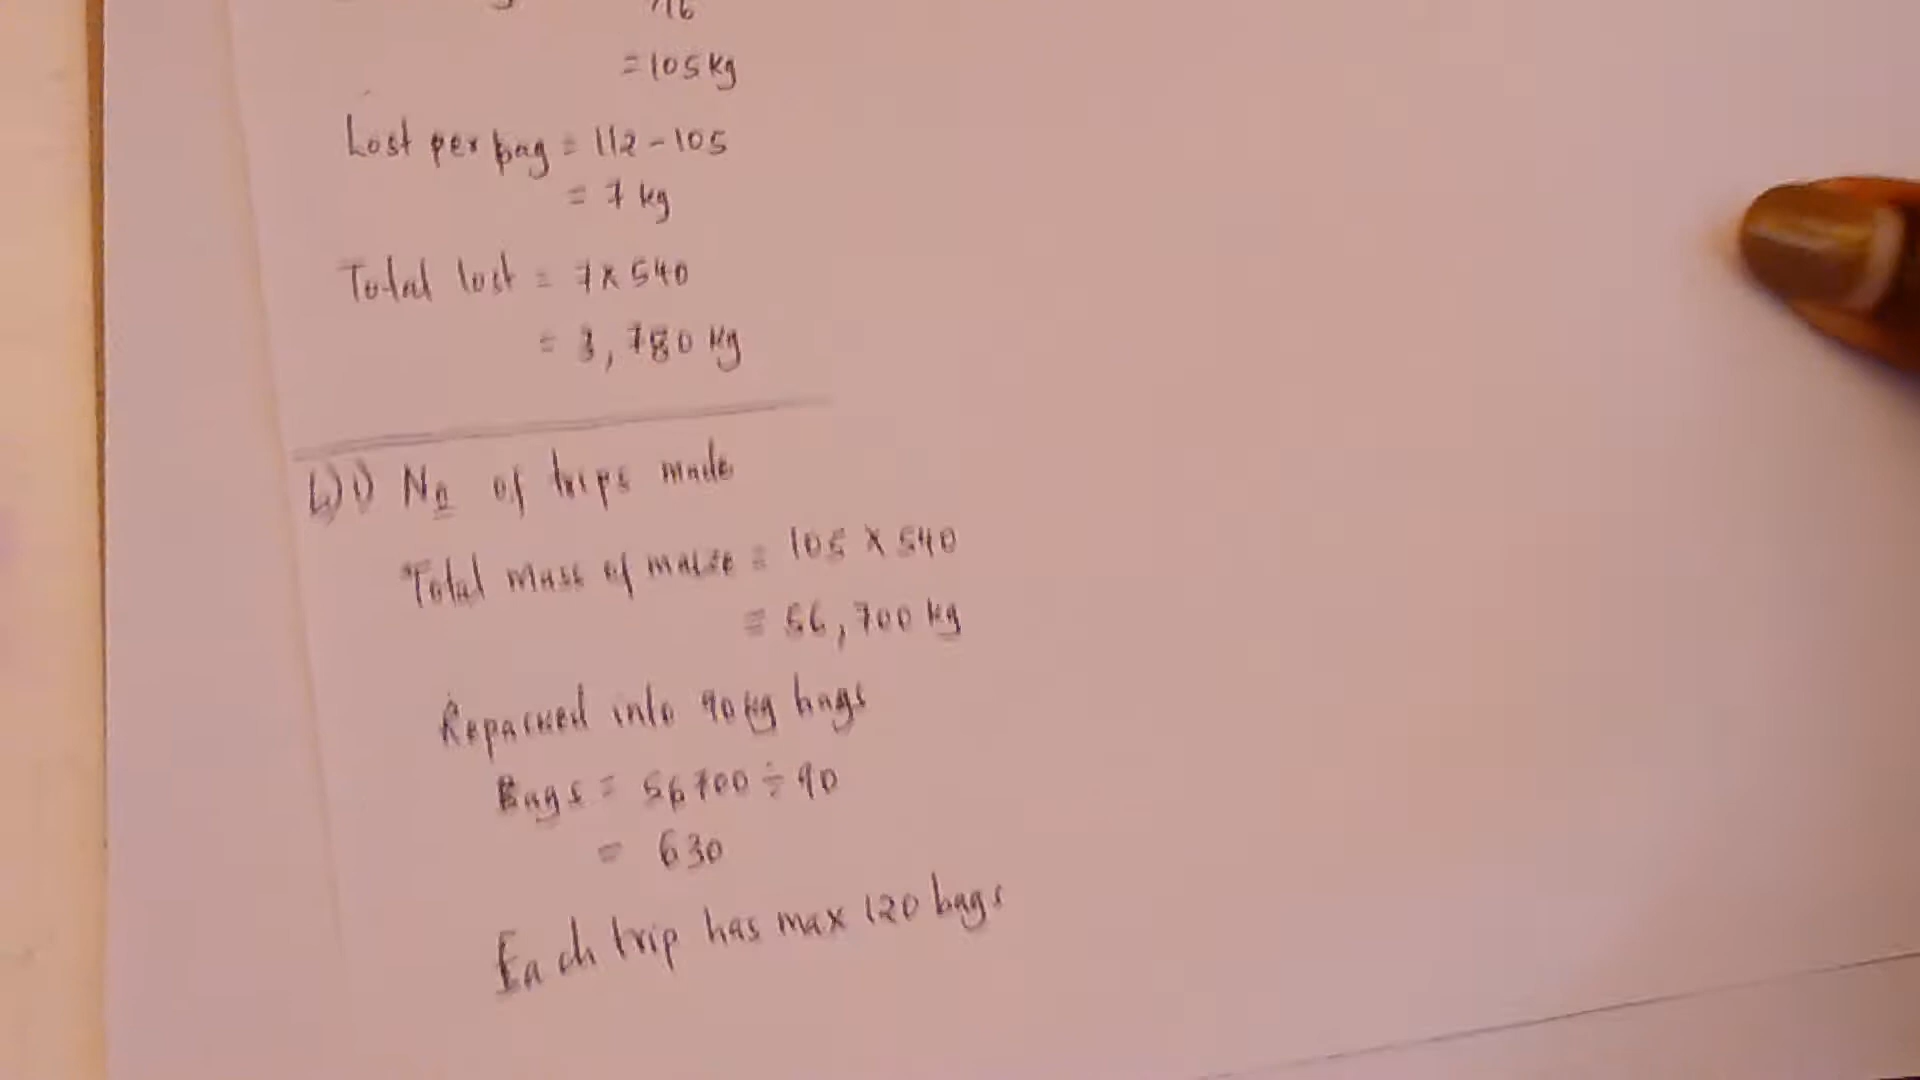 = 105 kg
Lost per bag = 112 - 105
= 7 kg
Total lost = 7 x 540
= 3, 780 kg
b) i) No of trips made
Total mass of maize = 105 x 540
= 56, 700 kg
Repacked into 90 kg bags
Bags = 56700 ÷ 90
= 630
Each trip has max 120 bags